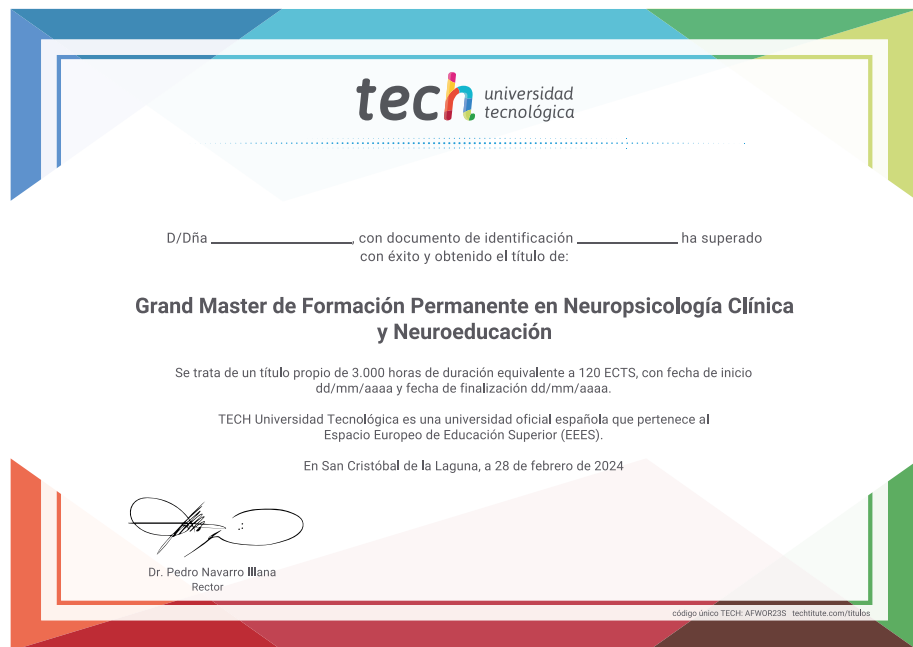 tech universidad
tecnológica
D/Dña ______________, con documento de identificación __________ ha superado
con éxito y obtenido el título de:
Grand Master de Formación Permanente en Neuropsicología Clínica
y Neuroeducación
Se trata de un título propio de 3.000 horas de duración equivalente a 120 ECTS, con fecha de inicio
dd/mm/aaaa y fecha de finalización dd/mm/aaaa.
TECH Universidad Tecnológica es una universidad oficial española que pertenece al
Espacio Europeo de Educación Superior (EEES).
En San Cristóbal de la Laguna, a 28 de febrero de 2024
Dr. Pedro Navarro Illana
Rector
código único TECH: AFWOR23S techtitute.com/titulos